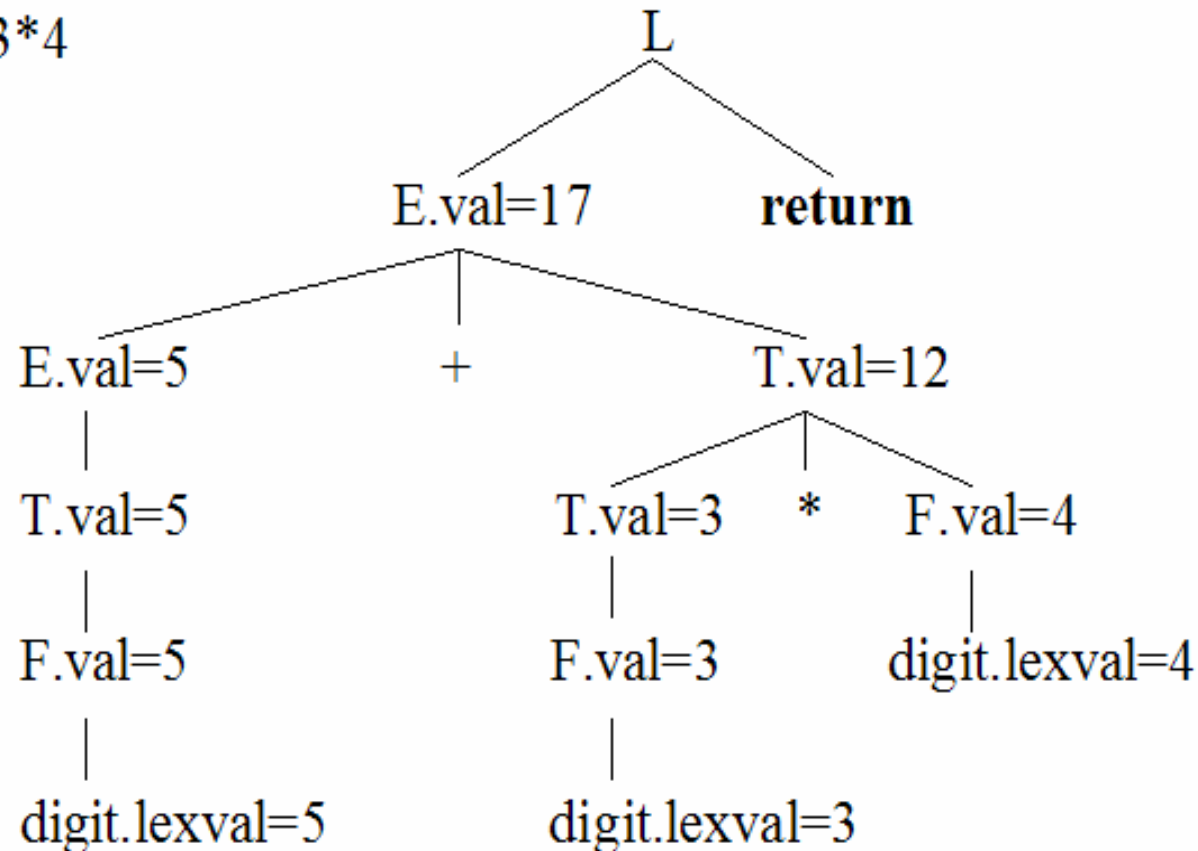 3*4
L
E.val=17 return
E.val=5 + T.val=12
T.val=5 T.val=3 * F.val=4
F.val=5 F.val=3 digit.lexval=4
digit.lexval=5 digit.lexval=3